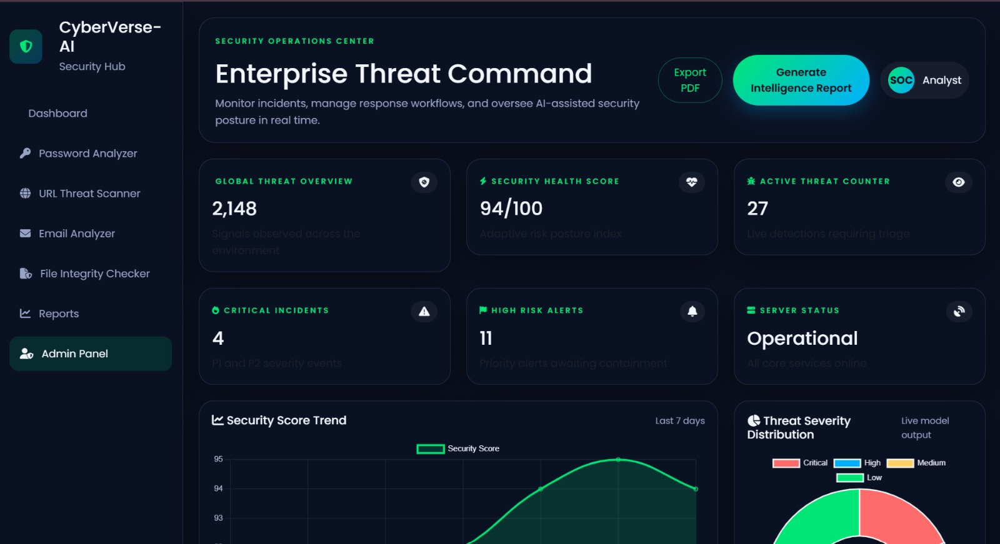 CyberVerse-
AI
Security Hub
Dashboard
Password Analyzer
URL Threat Scanner
Email Analyzer
File Integrity Checker
Reports
Admin Panel
SECURITY OPERATIONS CENTER
Enterprise Threat Command
Monitor incidents, manage response workflows, and oversee AI-assisted security
posture in real time.
Export
PDF
Generate
Intelligence Report
SOC
Analyst
GLOBAL THREAT OVERVIEW
2,148
Signals observed across the
environment
SECURITY HEALTH SCORE
94/100
Adaptive risk posture index
ACTIVE THREAT COUNTER
27
Live detections requiring triage
CRITICAL INCIDENTS
4
P1 and P2 severity events
HIGH RISK ALERTS
11
Priority alerts awaiting containment
SERVER STATUS
Operational
All core services online
Security Score Trend
Last 7 days
Security Score
95
94
93
Threat Severity
Distribution
Live model
output
Critical
High
Medium
Low